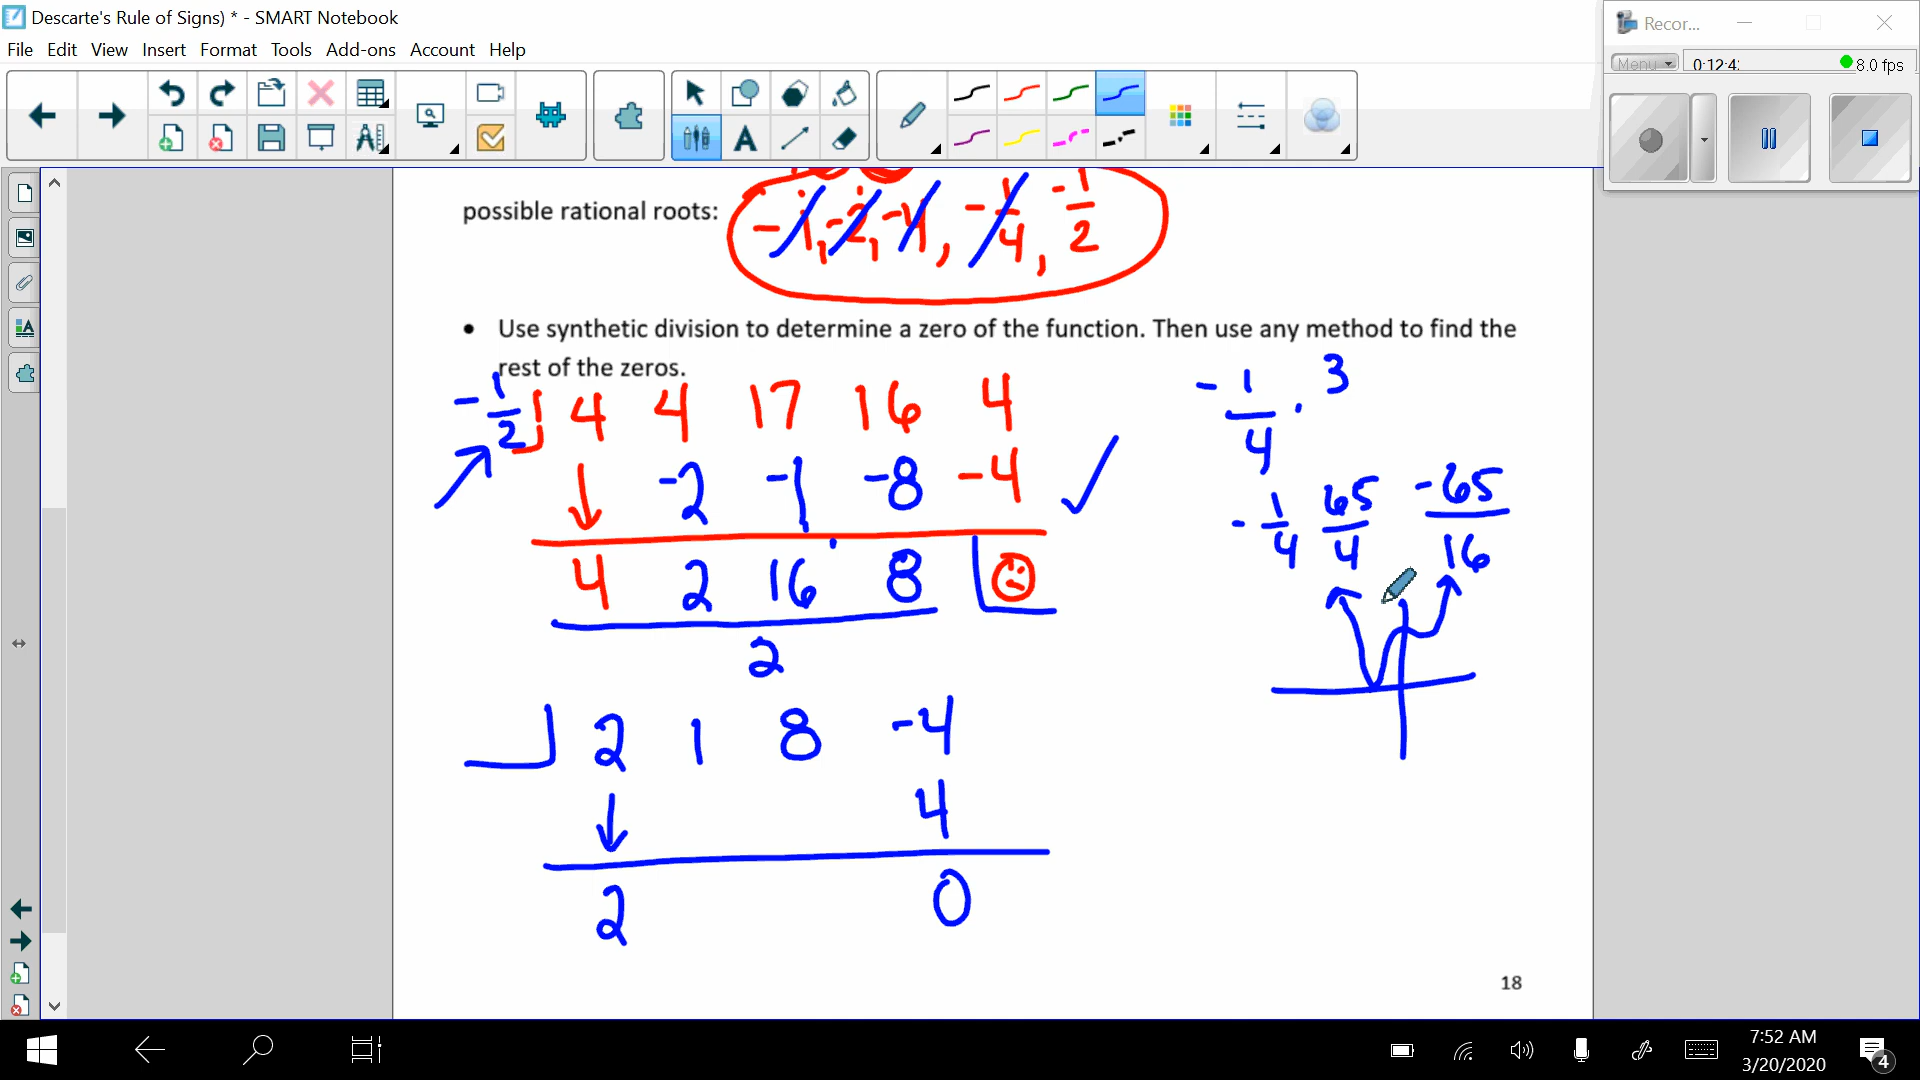 Descarte's Rule of Signs) * - SMART Notebook
File Edit View Insert Format Tools Add-ons Account Help
Recor...
Menu 0:12:4 8.0 fps
possible rational roots: -1, -2, -4, -1/4, -1/2
• Use synthetic division to determine a zero of the function. Then use any method to find the
rest of the zeros.
-1/2 4 4 17 16 4
-2 -1 -8 -4
4 2 16 8
2
2 1 8 -4
4
2 0
-1/4 · 3
-1/4 65/4 -65/16
18
7:52 AM
3/20/2020
4